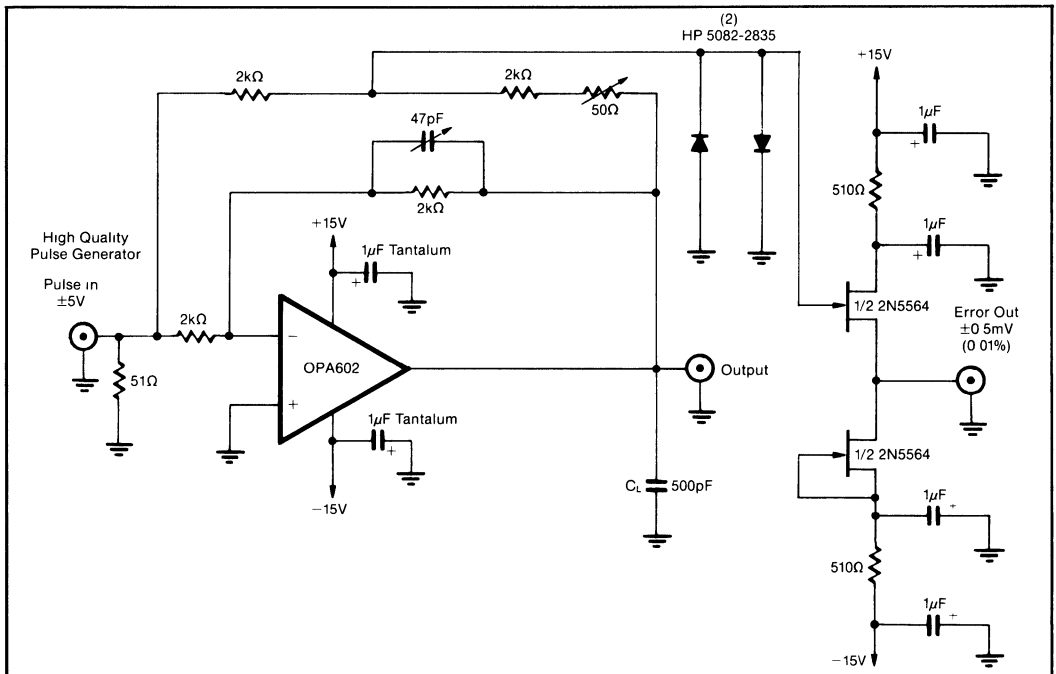 (2)
HP 5082-2835
+15V
2kΩ
2kΩ
50Ω
1μF
+
47pF
510Ω
2kΩ
+15V
1μF
+
High Quality
Pulse Generator
1μF Tantalum
+
Pulse in
±5V
1/2 2N5564
Error Out
±0 5mV
(0 01%)
2kΩ
−
51Ω
OPA602
Output
+
1μF Tantalum
+
1/2 2N5564
−15V
CL 500pF
1μF
+
510Ω
1μF
+
−15V